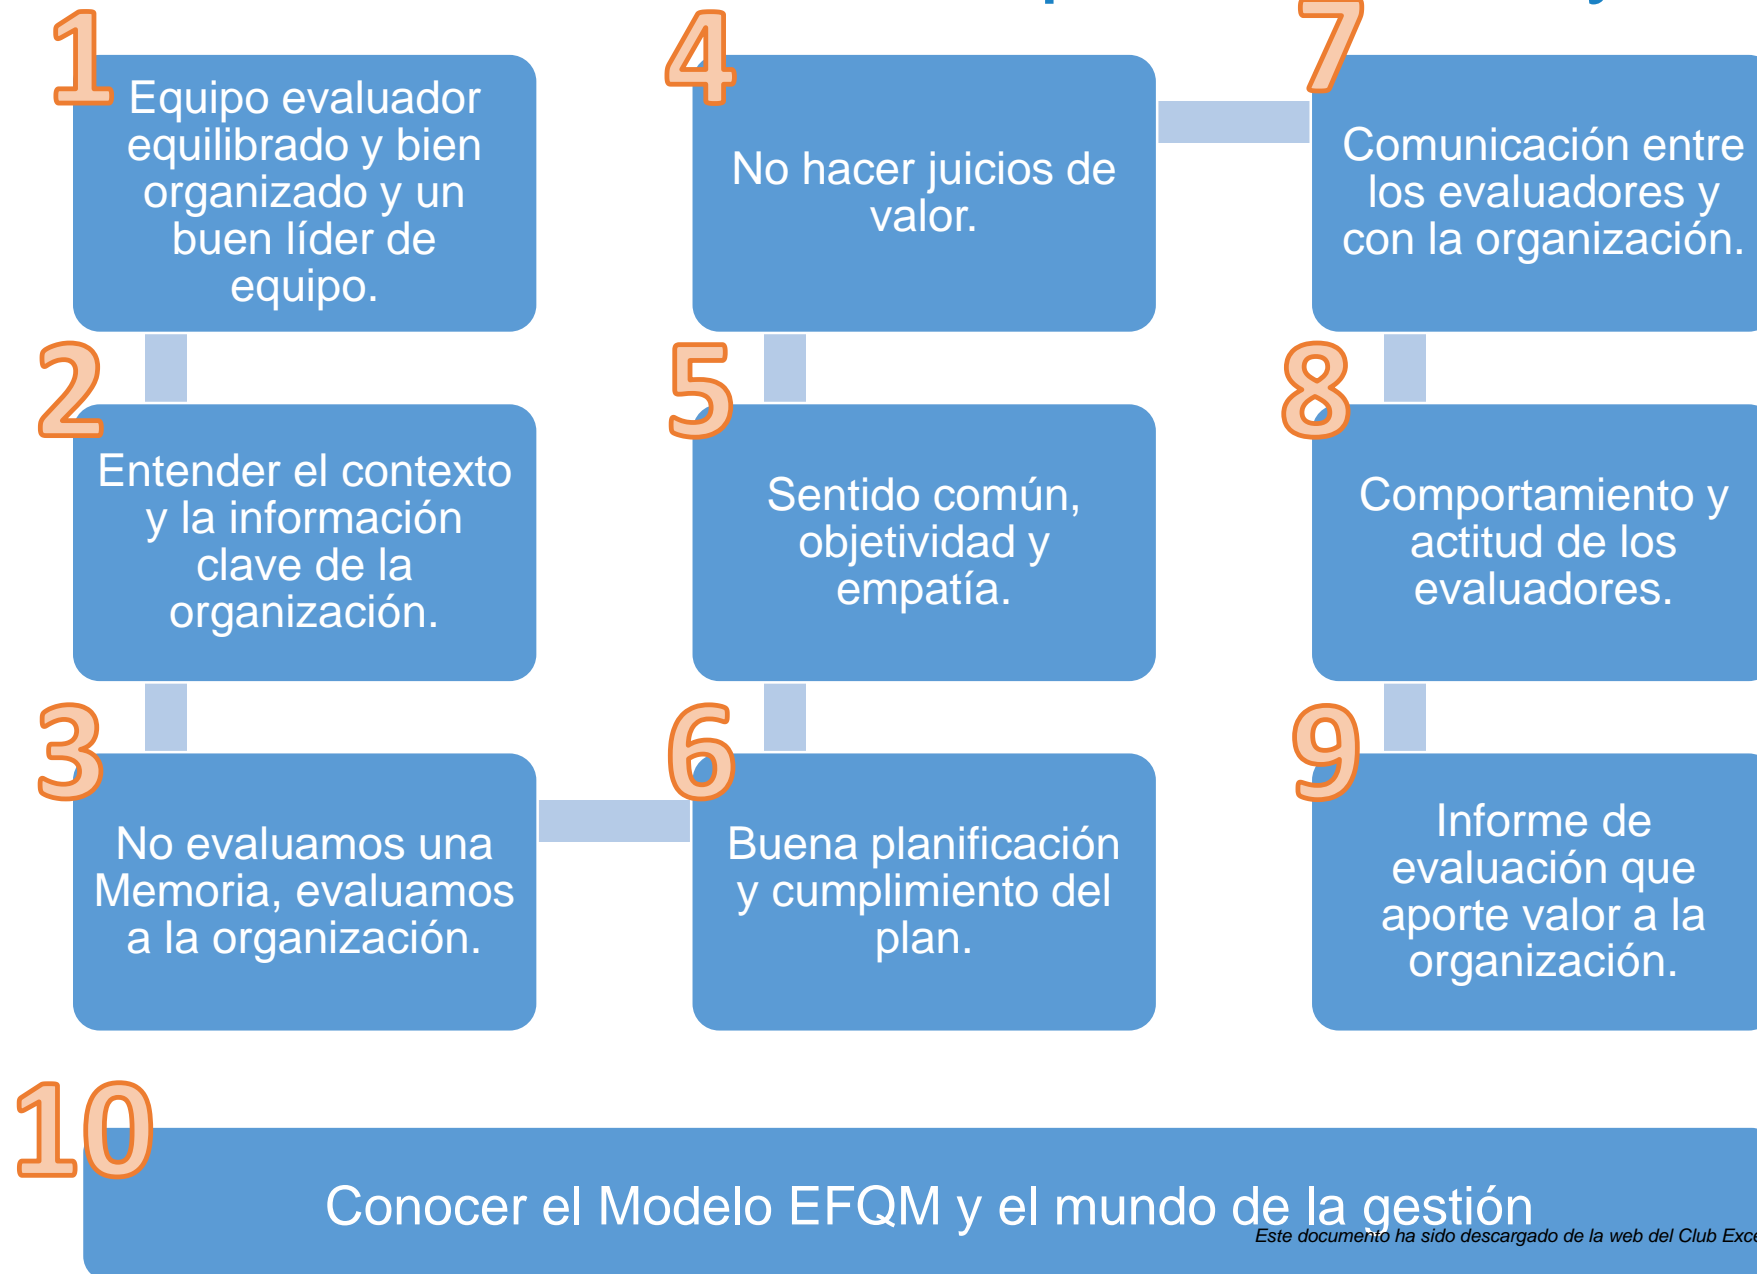 1
Equipo evaluador
equilibrado y bien
organizado y un
buen líder de
equipo.
2
Entender el contexto
y la información
clave de la
organización.
3
No evaluamos una
Memoria, evaluamos
a la organización.
4
No hacer juicios de
valor.
5
Sentido común,
objetividad y
empatía.
6
Buena planificación
y cumplimiento del
plan.
7
Comunicación entre
los evaluadores y
con la organización.
8
Comportamiento y
actitud de los
evaluadores.
9
Informe de
evaluación que
aporte valor a la
organización.
10
Conocer el Modelo EFQM y el mundo de la gestión
Este documento ha sido descargado de la web del Club